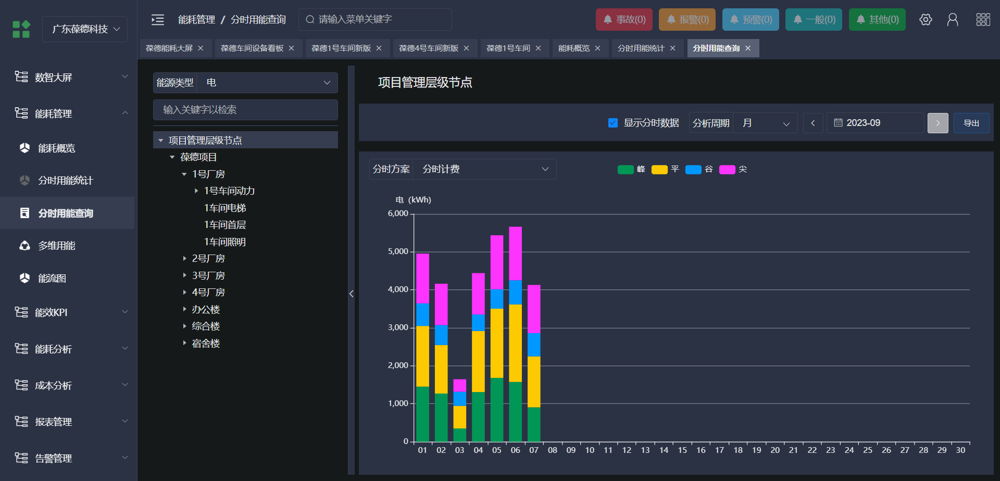 广东葆德科技
能耗管理 / 分时用能查询
请输入菜单关键字
事故(0)
报警(0)
预警(0)
一般(0)
其他(0)
葆德能耗大屏
葆德车间设备看板
葆德1号车间新版
葆德4号车间新版
葆德1号车间
能耗概览
分时用能统计
分时用能查询
数智大屏
能耗管理
能耗概览
分时用能统计
分时用能查询
多维用能
能流图
能效KPI
能耗分析
成本分析
报表管理
告警管理
能源类型 电
输入关键字以检索
项目管理层级节点
葆德项目
1号厂房
1号车间动力
1车间电梯
1车间首层
1车间照明
2号厂房
3号厂房
4号厂房
办公楼
综合楼
宿舍楼
项目管理层级节点
显示分时数据
分析周期 月
2023-09
导出
分时方案 分时计费
峰 平 谷 尖
电 (kWh)
6,000
5,000
4,000
3,000
2,000
1,000
0
01 02 03 04 05 06 07 08 09 10 11 12 13 14 15 16 17 18 19 20 21 22 23 24 25 26 27 28 29 30